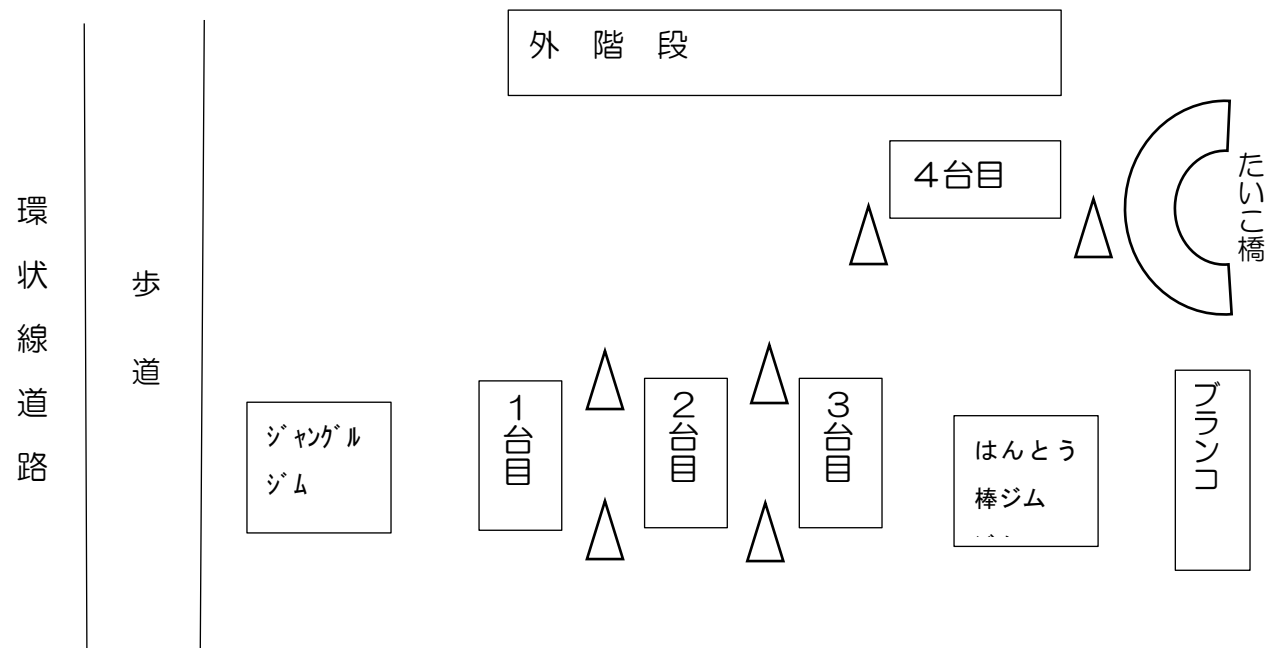 外 階 段
４台目
たいこ橋
環状線道路
歩道
ｼﾞｬﾝｸﾞﾙ
ｼﾞﾑ
１台目
２台目
３台目
はんとう
棒ジム
ブランコ